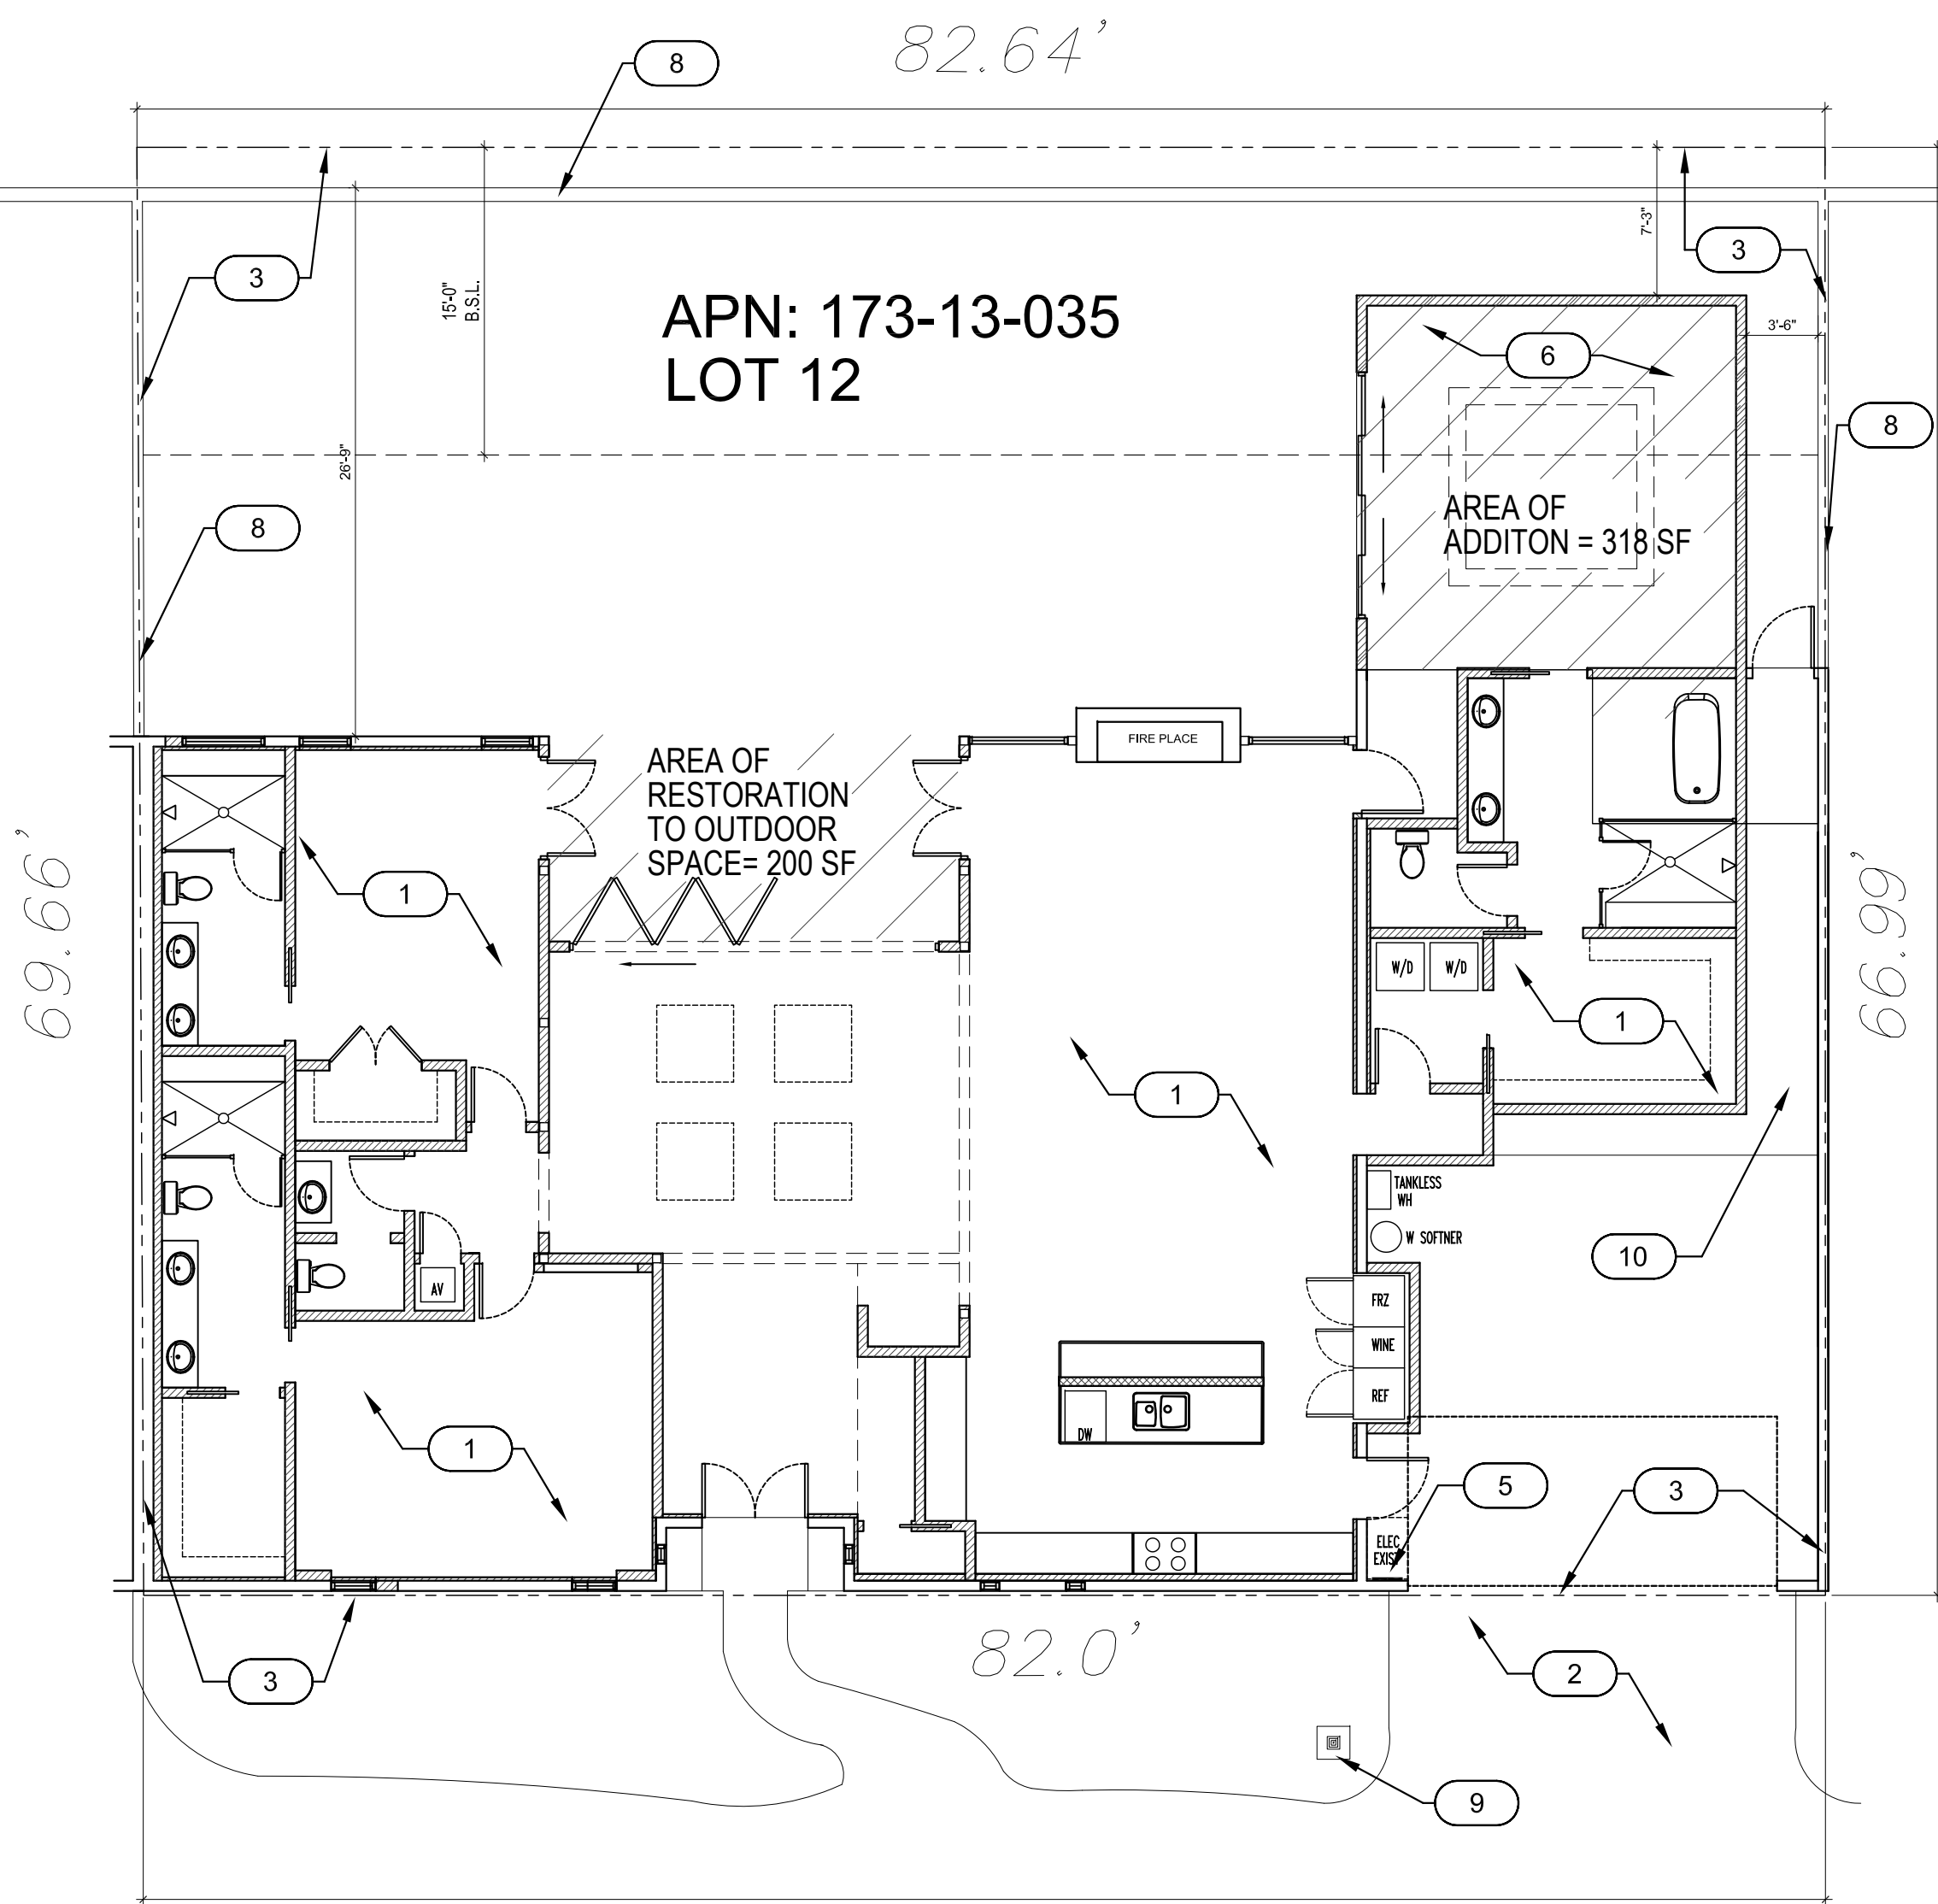 82.64'
8
3
3
7'-3"
15'-0"
B.S.L.
APN: 173-13-035
LOT 12
3'-6"
6
8
26'-9"
8
AREA OF
ADDITON = 318 SF
FIRE PLACE
AREA OF
RESTORATION
TO OUTDOOR
SPACE= 200 SF
69.66'
66.99'
1
W/D
W/D
1
1
TANKLESS
WH
W SOFTNER
10
AV
FRZ
WINE
REF
DW
1
5
3
ELEC
EXIST
82.0'
3
2
9